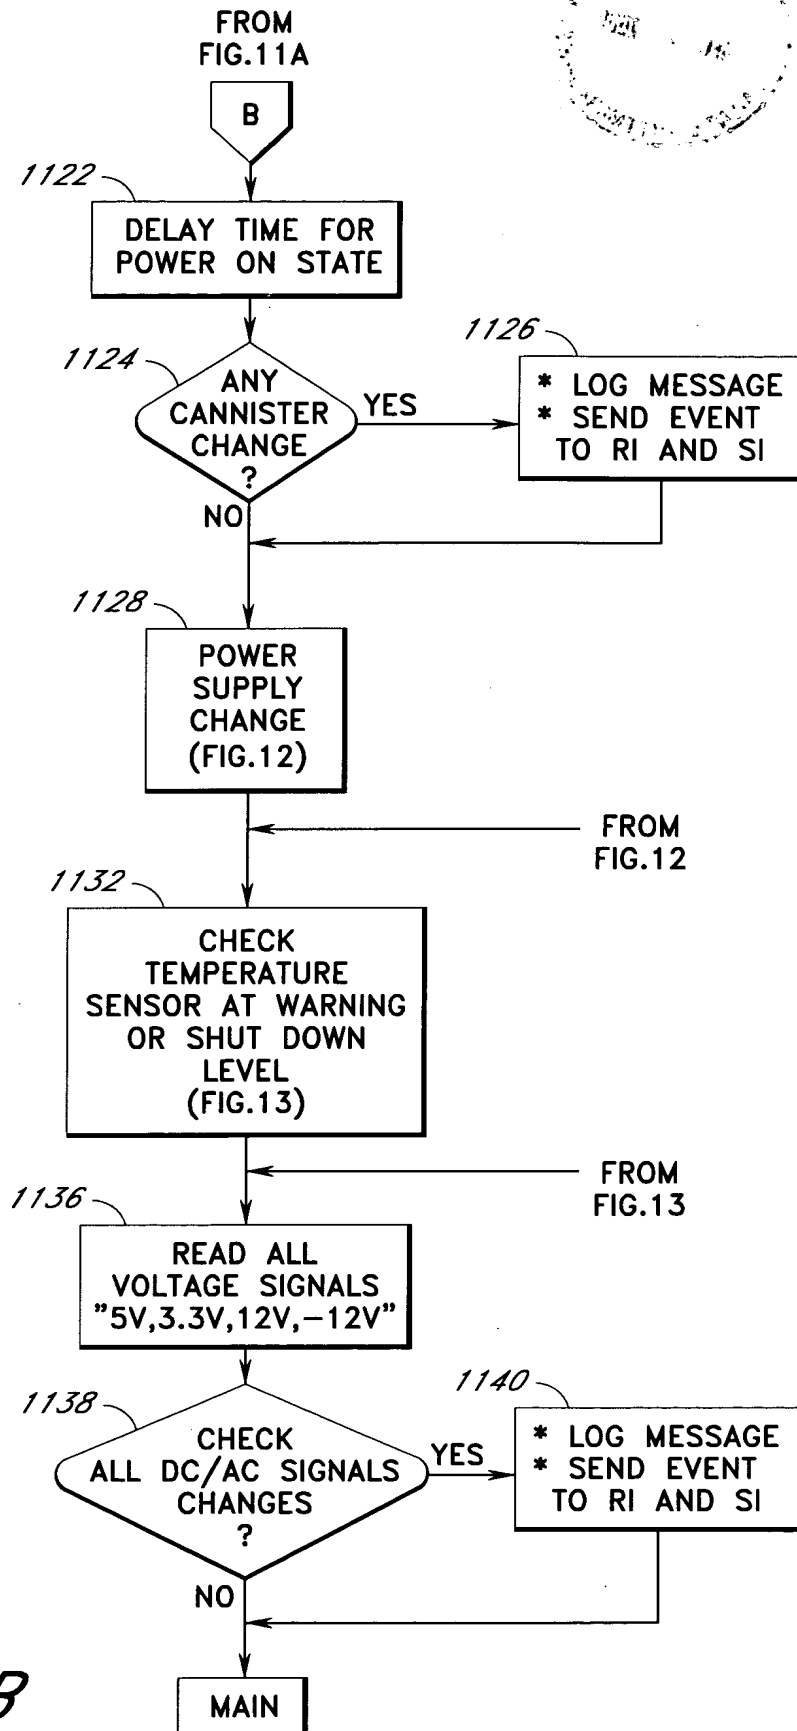 FROM
FIG.11A
B
1122
DELAY TIME FOR
POWER ON STATE
1124
ANY
CANNISTER
CHANGE
?
YES
1126
* LOG MESSAGE
* SEND EVENT
TO RI AND SI
NO
1128
POWER
SUPPLY
CHANGE
(FIG.12)
FROM
FIG.12
1132
CHECK
TEMPERATURE
SENSOR AT WARNING
OR SHUT DOWN
LEVEL
(FIG.13)
FROM
FIG.13
1136
READ ALL
VOLTAGE SIGNALS
"5V,3.3V,12V,−12V"
1138
CHECK
ALL DC/AC SIGNALS
CHANGES
?
YES
1140
* LOG MESSAGE
* SEND EVENT
TO RI AND SI
NO
B
MAIN